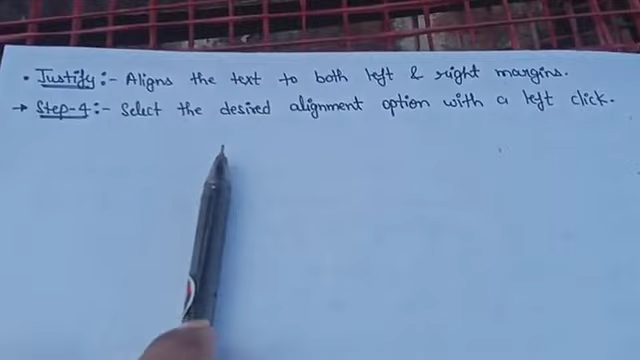 • Justify :- Aligns the text to both left & right margins.
→ Step-4 :- Select the desired alignment option with a left click.